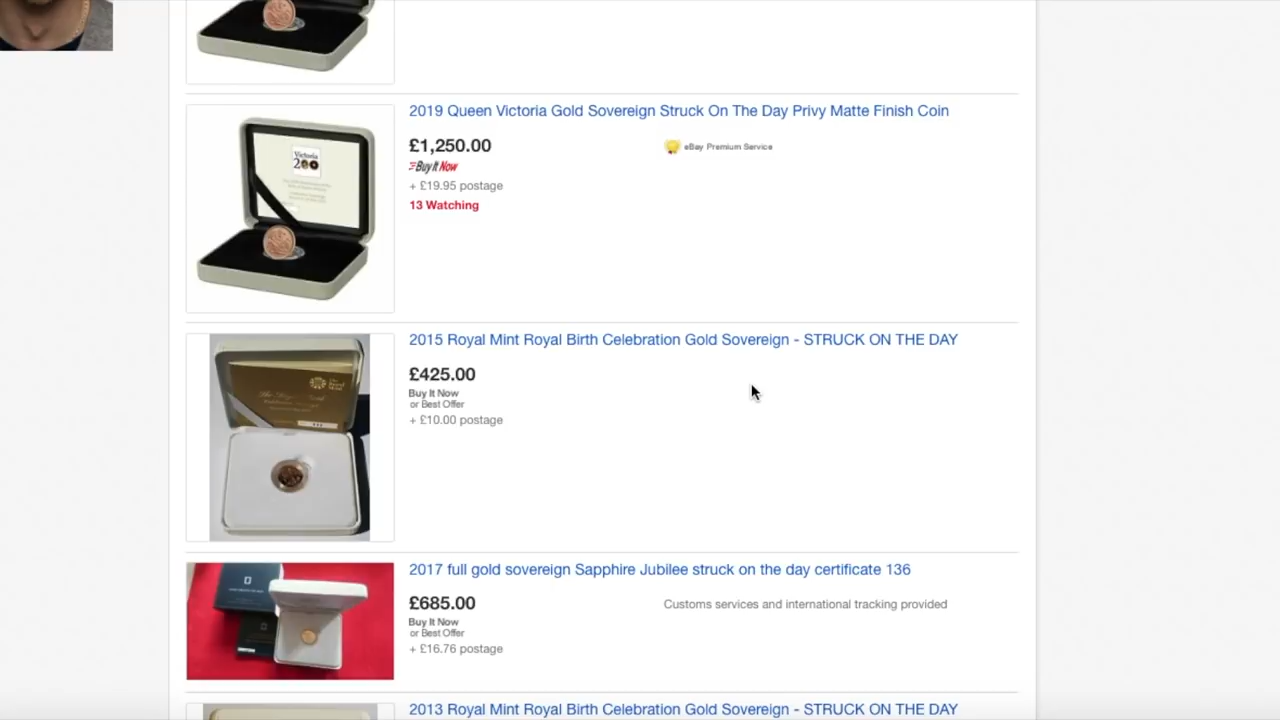 2019 Queen Victoria Gold Sovereign Struck On The Day Privy Matte Finish Coin
£1,250.00
eBay Premium Service
Buy It Now
+ £19.95 postage
13 Watching
Victoria
200
2015 Royal Mint Royal Birth Celebration Gold Sovereign - STRUCK ON THE DAY
£425.00
Buy It Now
or Best Offer
+ £10.00 postage
2017 full gold sovereign Sapphire Jubilee struck on the day certificate 136
£685.00
Customs services and international tracking provided
Buy It Now
or Best Offer
+ £16.76 postage
2013 Royal Mint Royal Birth Celebration Gold Sovereign - STRUCK ON THE DAY